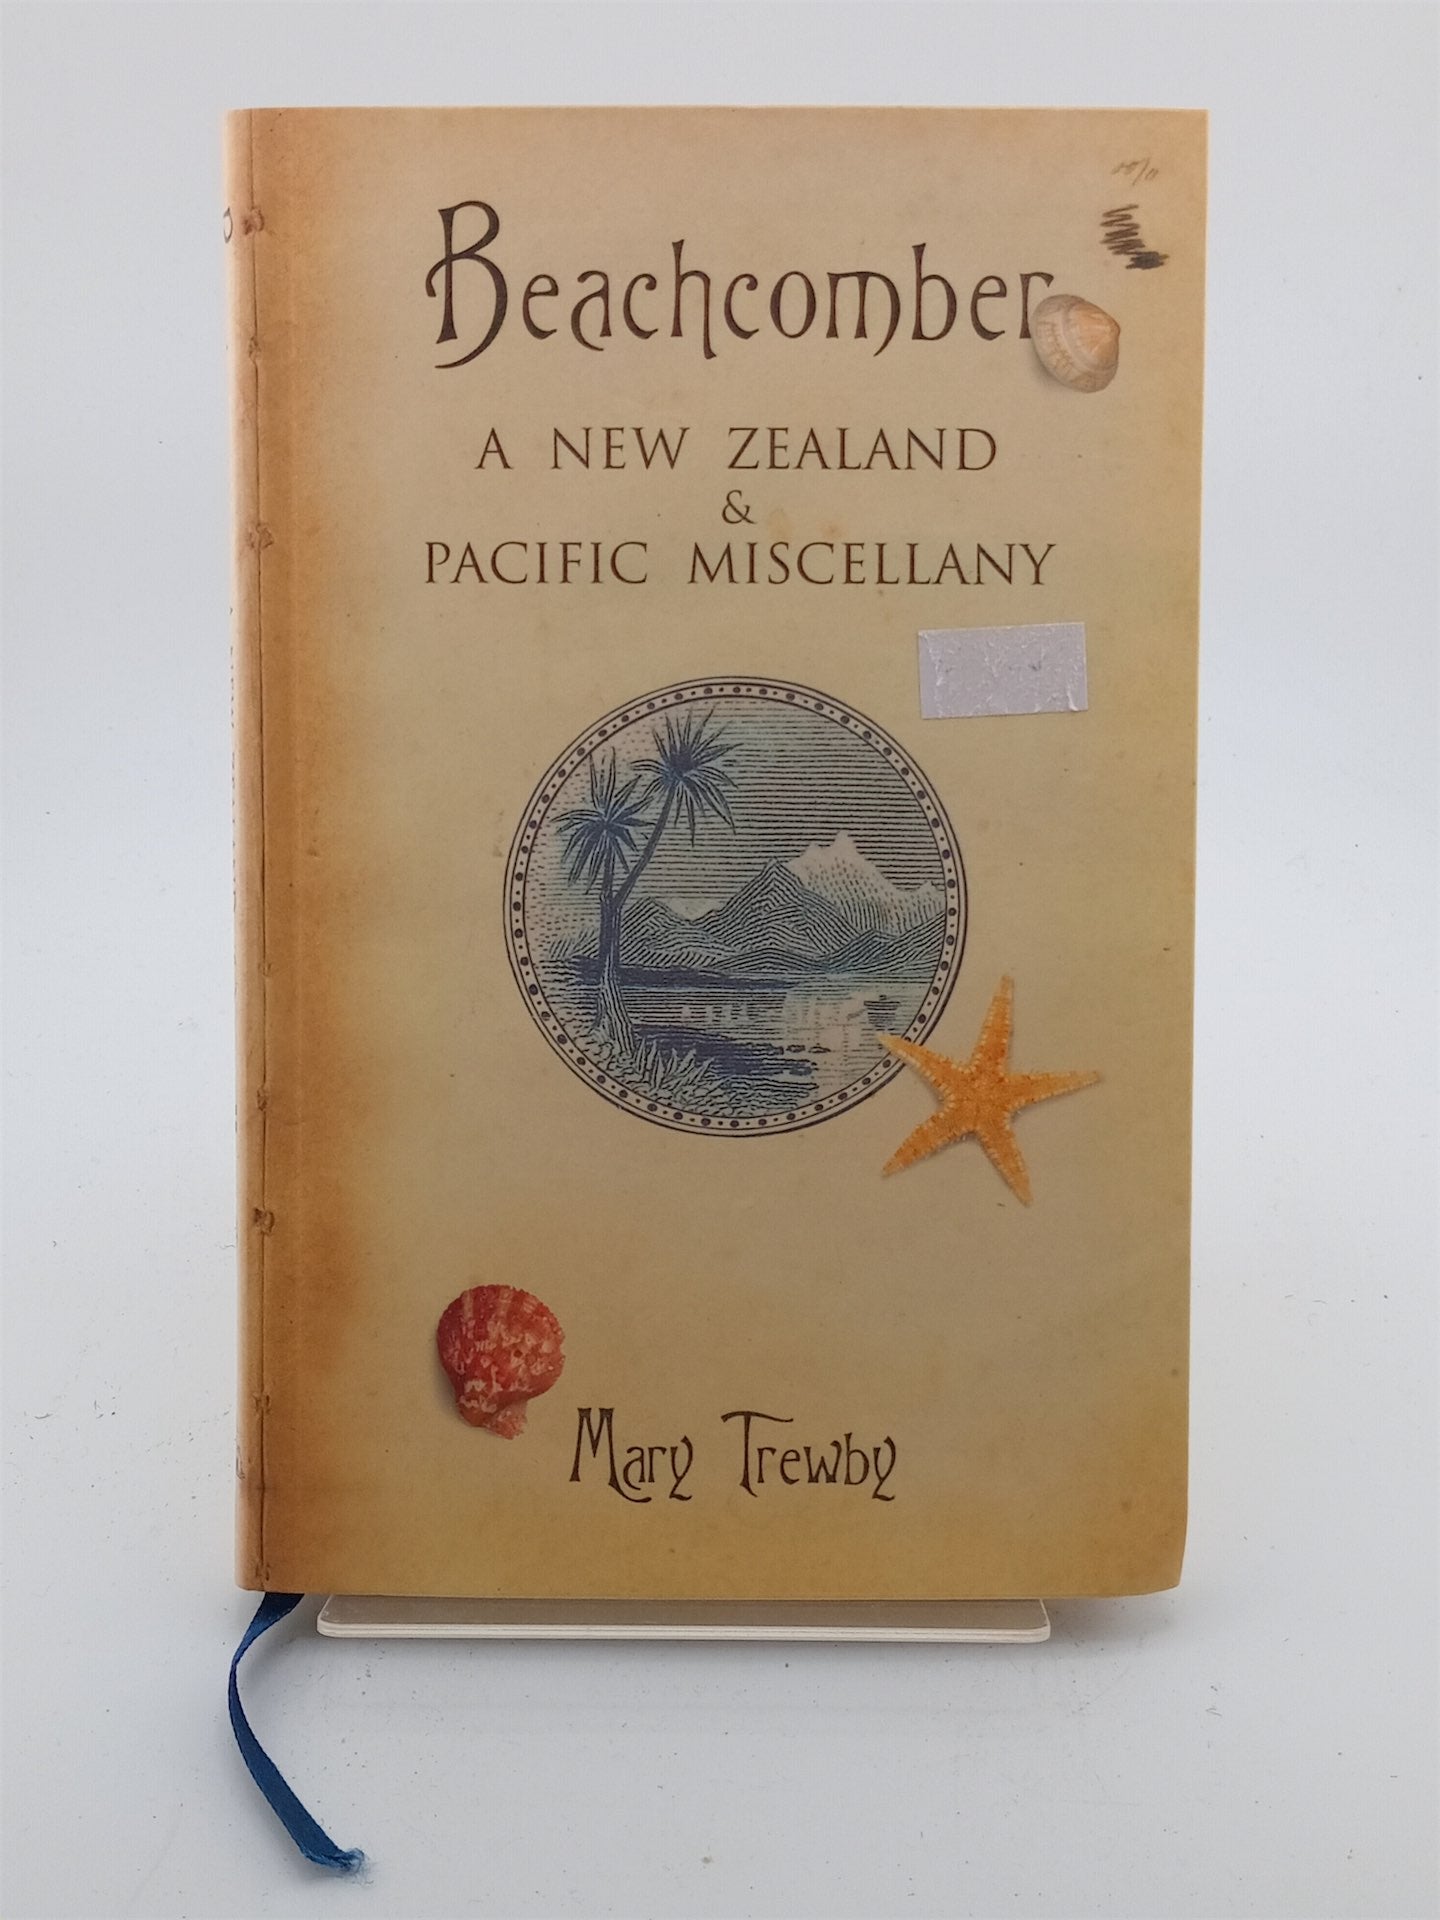 Beachcomber
A NEW ZEALAND
&
PACIFIC MISCELLANY
Mary Trewby